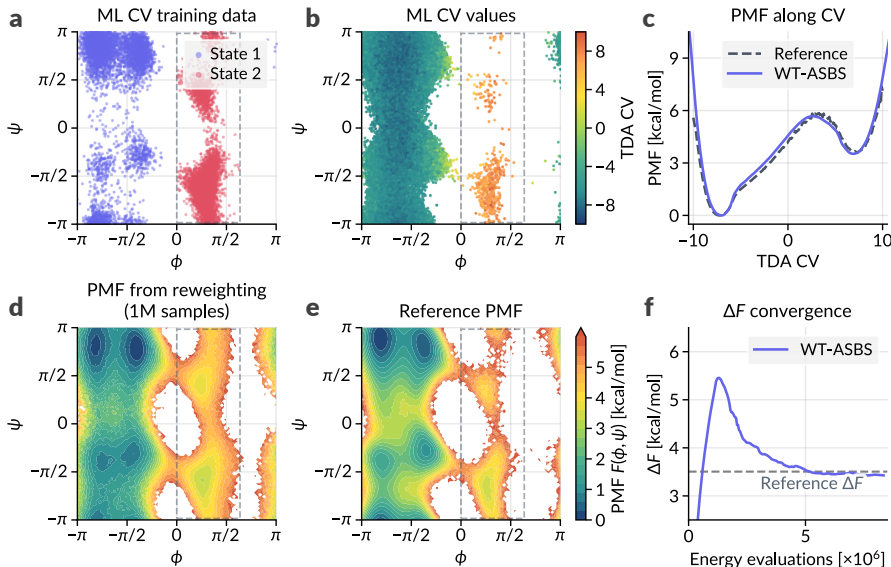 a
ML CV training data
State 1
State 2
π
π/2
0
−π/2
−π
ψ
−π
−π/2
0
π/2
π
ϕ
b
ML CV values
π
π/2
0
−π/2
−π
ψ
−π
−π/2
0
π/2
π
ϕ
8
4
0
−4
−8
TDA CV
c
PMF along CV
Reference
WT-ASBS
9
6
3
0
PMF [kcal/mol]
−10
0
10
TDA CV
d
PMF from reweighting
(1M samples)
π
π/2
0
−π/2
−π
ψ
−π
−π/2
0
π/2
π
ϕ
e
Reference PMF
π
π/2
0
−π/2
−π
ψ
−π
−π/2
0
π/2
π
ϕ
5
4
3
2
1
0
PMF F(ϕ, ψ) [kcal/mol]
f
ΔF convergence
WT-ASBS
6
5
4
3
ΔF [kcal/mol]
Reference ΔF
0
5
Energy evaluations [×10⁶]